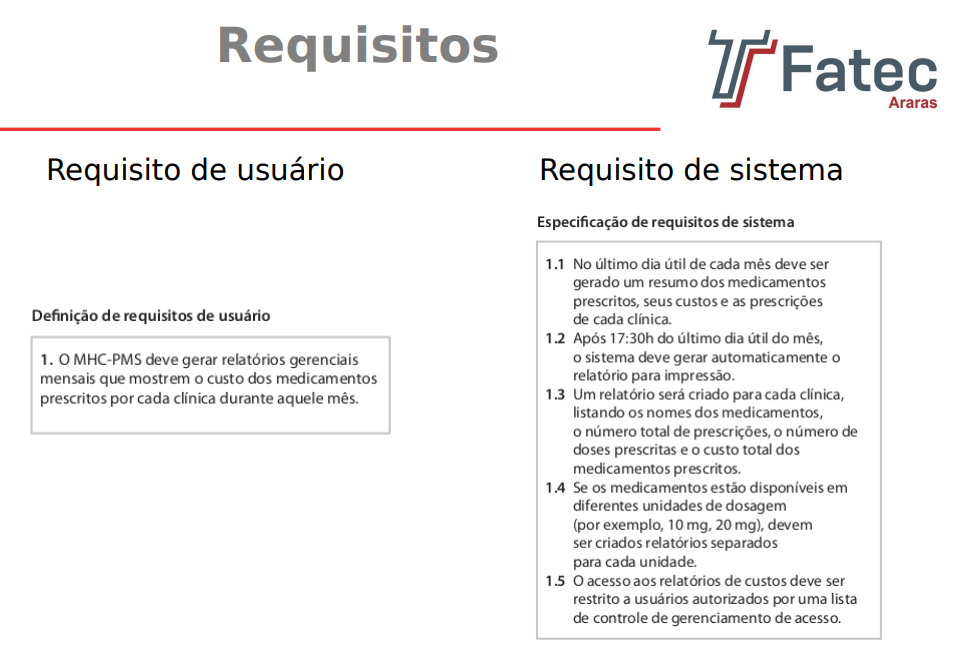 Requisitos
Fatec
Araras
Requisito de usuário
Definição de requisitos de usuário
1. O MHC-PMS deve gerar relatórios gerenciais
mensais que mostrem o custo dos medicamentos
prescritos por cada clínica durante aquele mês.
Requisito de sistema
Especificação de requisitos de sistema
1.1 No último dia útil de cada mês deve ser
gerado um resumo dos medicamentos
prescritos, seus custos e as prescrições
de cada clínica.
1.2 Após 17:30h do último dia útil do mês,
o sistema deve gerar automaticamente o
relatório para impressão.
1.3 Um relatório será criado para cada clínica,
listando os nomes dos medicamentos,
o número total de prescrições, o número de
doses prescritas e o custo total dos
medicamentos prescritos.
1.4 Se os medicamentos estão disponíveis em
diferentes unidades de dosagem
(por exemplo, 10 mg, 20 mg), devem
ser criados relatórios separados
para cada unidade.
1.5 O acesso aos relatórios de custos deve ser
restrito a usuários autorizados por uma lista
de controle de gerenciamento de acesso.